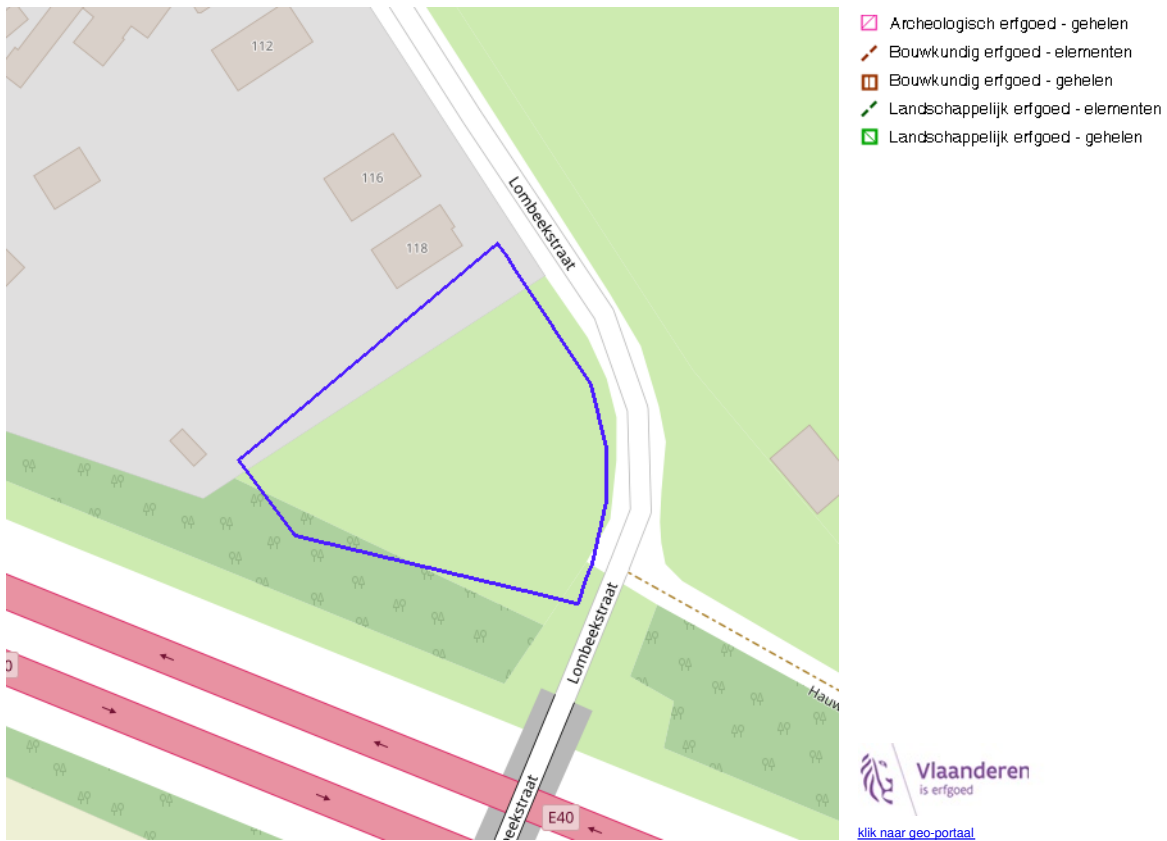 112
116
118
Lombeekstraat
Lombeekstraat
Hauw
0
E40
eekstraat
Archeologisch erfgoed - gehelen
Bouwkundig erfgoed - elementen
Bouwkundig erfgoed - gehelen
Landschappelijk erfgoed - elementen
Landschappelijk erfgoed - gehelen
Vlaanderen
is erfgoed
klik naar geo-portaal